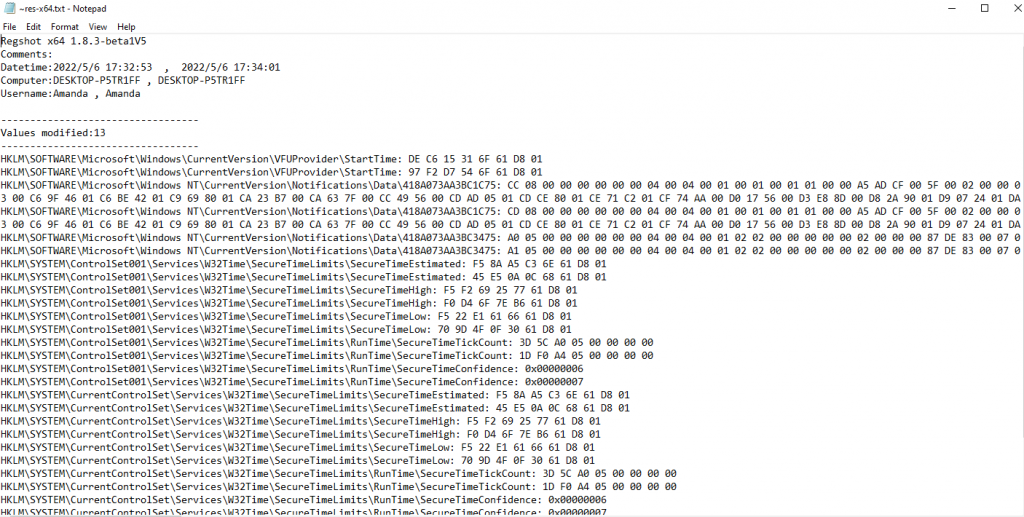 ~res-x64.txt - Notepad
File Edit Format View Help
Regshot x64 1.8.3-beta1V5
Comments:
Datetime:2022/5/6 17:32:53  ,  2022/5/6 17:34:01
Computer:DESKTOP-P5TR1FF , DESKTOP-P5TR1FF
Username:Amanda , Amanda
----------------------------------
Values modified:13
----------------------------------
HKLM\SOFTWARE\Microsoft\Windows\CurrentVersion\VFUProvider\StartTime: DE C6 15 31 6F 61 D8 01
HKLM\SOFTWARE\Microsoft\Windows\CurrentVersion\VFUProvider\StartTime: 97 F2 D7 54 6F 61 D8 01
HKLM\SOFTWARE\Microsoft\Windows NT\CurrentVersion\Notifications\Data\418A073AA3BC1C75: CC 08 00 00 00 00 00 00 04 00 04 00 01 00 01 00 01 01 00 00 A5 AD CF 00 5F 00 02 00 00 0
3 00 C6 9F 46 01 C6 BE 42 01 C9 69 80 01 CA 23 B7 00 CA 63 7F 00 CC 49 56 00 CD AD 05 01 CD CE 80 01 CE 71 C2 01 CF 74 AA 00 D0 17 56 00 D3 E8 8D 00 D8 2A 90 01 D9 07 24 01 DA
HKLM\SOFTWARE\Microsoft\Windows NT\CurrentVersion\Notifications\Data\418A073AA3BC1C75: CD 08 00 00 00 00 00 00 04 00 04 00 01 00 01 00 01 01 00 00 A5 AD CF 00 5F 00 02 00 00 0
3 00 C6 9F 46 01 C6 BE 42 01 C9 69 80 01 CA 23 B7 00 CA 63 7F 00 CC 49 56 00 CD AD 05 01 CD CE 80 01 CE 71 C2 01 CF 74 AA 00 D0 17 56 00 D3 E8 8D 00 D8 2A 90 01 D9 07 24 01 DA
HKLM\SOFTWARE\Microsoft\Windows NT\CurrentVersion\Notifications\Data\418A073AA3BC3475: A0 05 00 00 00 00 00 00 04 00 04 00 01 02 02 00 00 00 00 00 02 00 00 00 87 DE 83 00 07 0
HKLM\SOFTWARE\Microsoft\Windows NT\CurrentVersion\Notifications\Data\418A073AA3BC3475: A1 05 00 00 00 00 00 00 04 00 04 00 01 02 02 00 00 00 00 00 02 00 00 00 87 DE 83 00 07 0
HKLM\SYSTEM\ControlSet001\Services\W32Time\SecureTimeLimits\SecureTimeEstimated: F5 8A A5 C3 6E 61 D8 01
HKLM\SYSTEM\ControlSet001\Services\W32Time\SecureTimeLimits\SecureTimeEstimated: 45 E5 0A 0C 68 61 D8 01
HKLM\SYSTEM\ControlSet001\Services\W32Time\SecureTimeLimits\SecureTimeHigh: F5 F2 69 25 77 61 D8 01
HKLM\SYSTEM\ControlSet001\Services\W32Time\SecureTimeLimits\SecureTimeHigh: F0 D4 6F 7E B6 61 D8 01
HKLM\SYSTEM\ControlSet001\Services\W32Time\SecureTimeLimits\SecureTimeLow: F5 22 E1 61 66 61 D8 01
HKLM\SYSTEM\ControlSet001\Services\W32Time\SecureTimeLimits\SecureTimeLow: 70 9D 4F 0F 30 61 D8 01
HKLM\SYSTEM\ControlSet001\Services\W32Time\SecureTimeLimits\RunTime\SecureTimeTickCount: 3D 5C A0 05 00 00 00 00
HKLM\SYSTEM\ControlSet001\Services\W32Time\SecureTimeLimits\RunTime\SecureTimeTickCount: 1D F0 A4 05 00 00 00 00
HKLM\SYSTEM\ControlSet001\Services\W32Time\SecureTimeLimits\RunTime\SecureTimeConfidence: 0x00000006
HKLM\SYSTEM\ControlSet001\Services\W32Time\SecureTimeLimits\RunTime\SecureTimeConfidence: 0x00000007
HKLM\SYSTEM\CurrentControlSet\Services\W32Time\SecureTimeLimits\SecureTimeEstimated: F5 8A A5 C3 6E 61 D8 01
HKLM\SYSTEM\CurrentControlSet\Services\W32Time\SecureTimeLimits\SecureTimeEstimated: 45 E5 0A 0C 68 61 D8 01
HKLM\SYSTEM\CurrentControlSet\Services\W32Time\SecureTimeLimits\SecureTimeHigh: F5 F2 69 25 77 61 D8 01
HKLM\SYSTEM\CurrentControlSet\Services\W32Time\SecureTimeLimits\SecureTimeHigh: F0 D4 6F 7E B6 61 D8 01
HKLM\SYSTEM\CurrentControlSet\Services\W32Time\SecureTimeLimits\SecureTimeLow: F5 22 E1 61 66 61 D8 01
HKLM\SYSTEM\CurrentControlSet\Services\W32Time\SecureTimeLimits\SecureTimeLow: 70 9D 4F 0F 30 61 D8 01
HKLM\SYSTEM\CurrentControlSet\Services\W32Time\SecureTimeLimits\RunTime\SecureTimeTickCount: 3D 5C A0 05 00 00 00 00
HKLM\SYSTEM\CurrentControlSet\Services\W32Time\SecureTimeLimits\RunTime\SecureTimeTickCount: 1D F0 A4 05 00 00 00 00
HKLM\SYSTEM\CurrentControlSet\Services\W32Time\SecureTimeLimits\RunTime\SecureTimeConfidence: 0x00000006
HKLM\SYSTEM\CurrentControlSet\Services\W32Time\SecureTimeLimits\RunTime\SecureTimeConfidence: 0x00000007